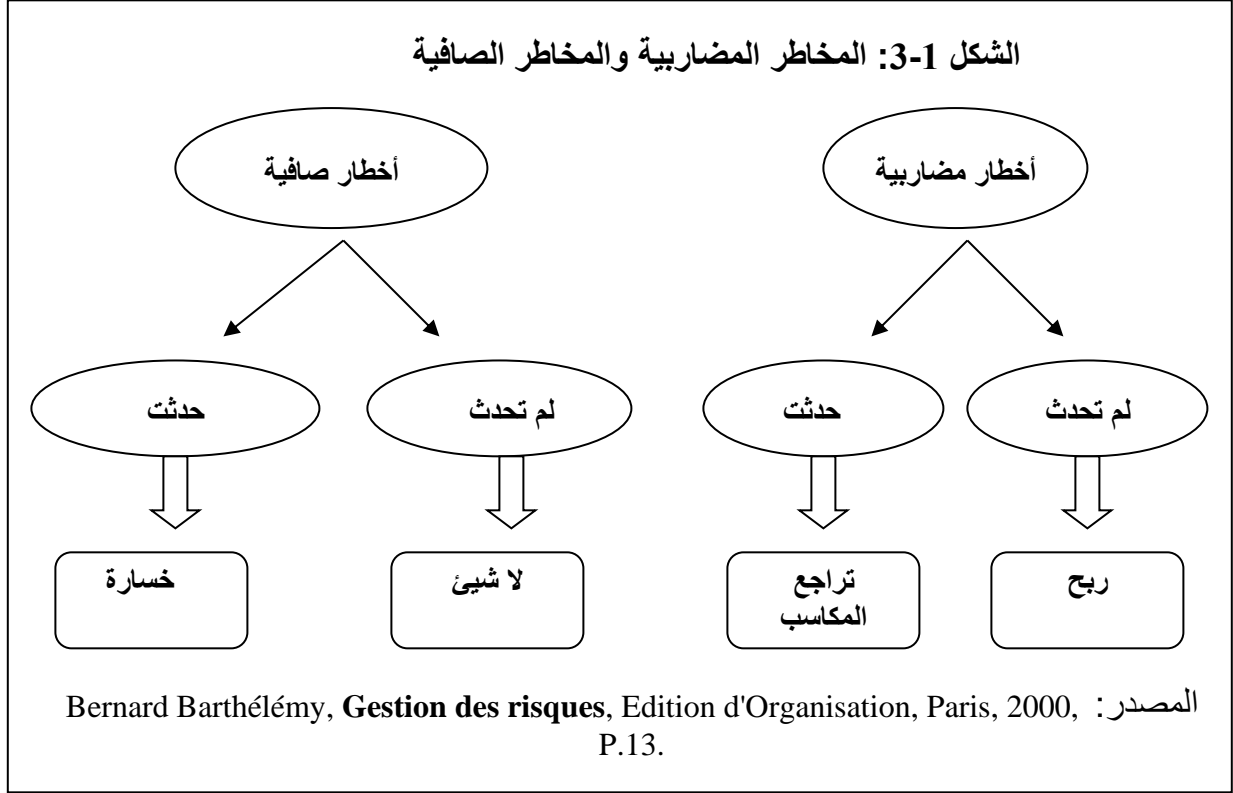 الشكل 1-3: المخاطر المضاربية والمخاطر الصافية
أخطار مضاربية
أخطار صافية
لم تحدث
حدثت
لم تحدث
حدثت
ربح
تراجع
المكاسب
لا شيئ
خسارة
المصدر: Bernard Barthélémy, Gestion des risques, Edition d'Organisation, Paris, 2000,
P.13.